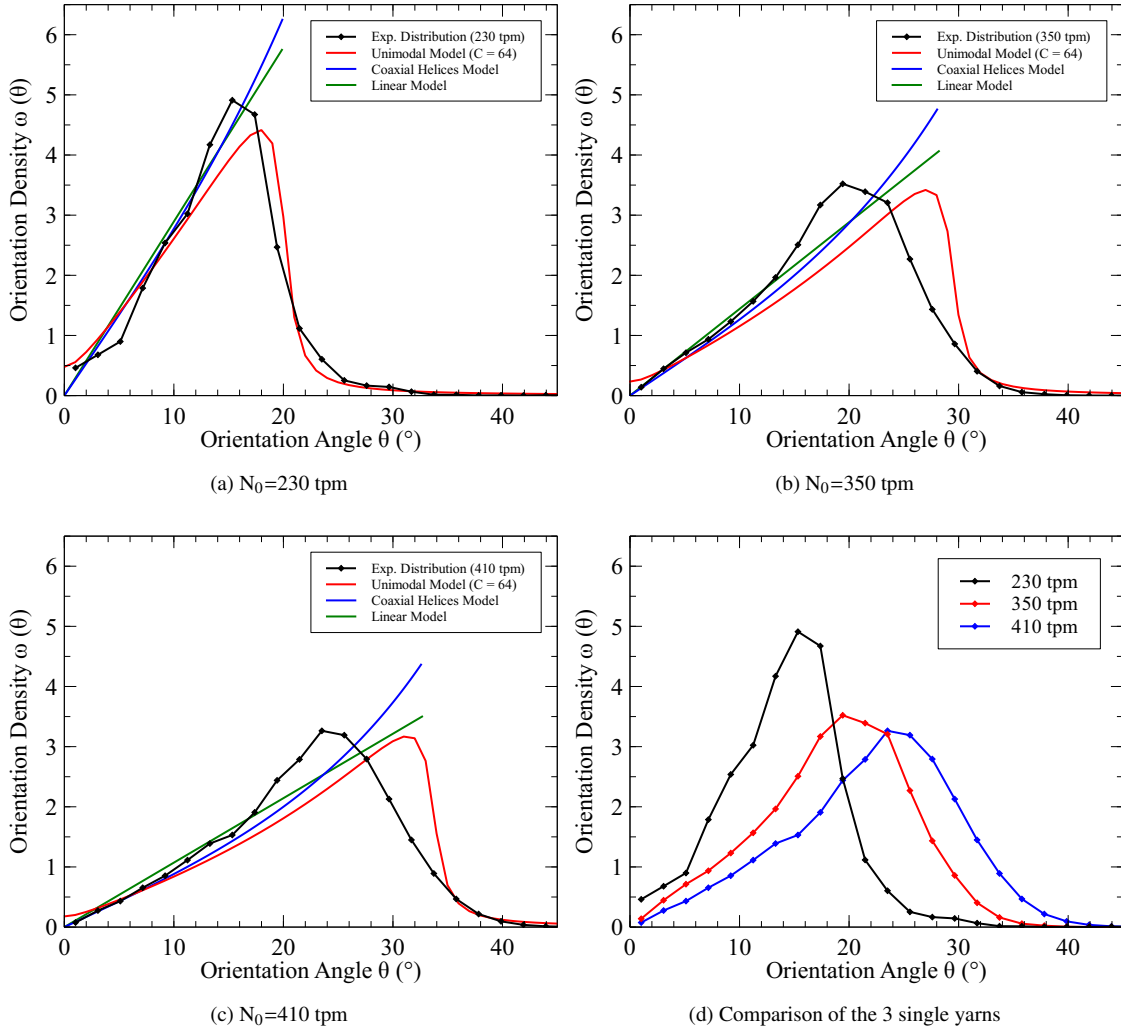 6
5
4
3
2
1
0
Orientation Density ω (θ)
Exp. Distribution (230 tpm)
Unimodal Model (C = 64)
Coaxial Helices Model
Linear Model
0 10 20 30 40
Orientation Angle θ (°)
(a) N₀=230 tpm
6
5
4
3
2
1
0
Orientation Density ω (θ)
Exp. Distribution (350 tpm)
Unimodal Model (C = 64)
Coaxial Helices Model
Linear Model
0 10 20 30 40
Orientation Angle θ (°)
(b) N₀=350 tpm
6
5
4
3
2
1
0
Orientation Density ω (θ)
Exp. Distribution (410 tpm)
Unimodal Model (C = 64)
Coaxial Helices Model
Linear Model
0 10 20 30 40
Orientation Angle θ (°)
(c) N₀=410 tpm
6
5
4
3
2
1
0
Orientation Density ω (θ)
230 tpm
350 tpm
410 tpm
0 10 20 30 40
Orientation Angle θ (°)
(d) Comparison of the 3 single yarns